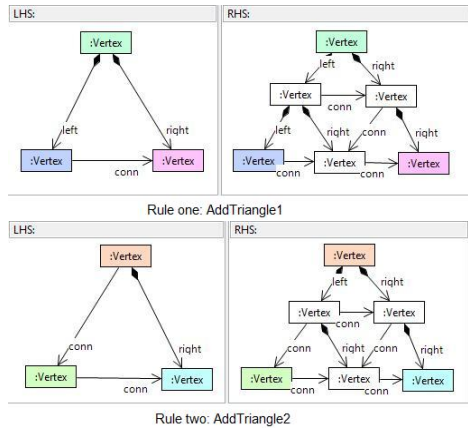 LHS:
RHS:
:Vertex
left
right
:Vertex
conn
:Vertex
:Vertex
left
right
:Vertex
conn
:Vertex
left
right
conn
:Vertex
conn
:Vertex
conn
:Vertex
Rule one: AddTriangle1
LHS:
RHS:
:Vertex
conn
right
:Vertex
conn
:Vertex
:Vertex
left
right
:Vertex
conn
:Vertex
conn
right
conn
right
:Vertex
conn
:Vertex
conn
:Vertex
Rule two: AddTriangle2